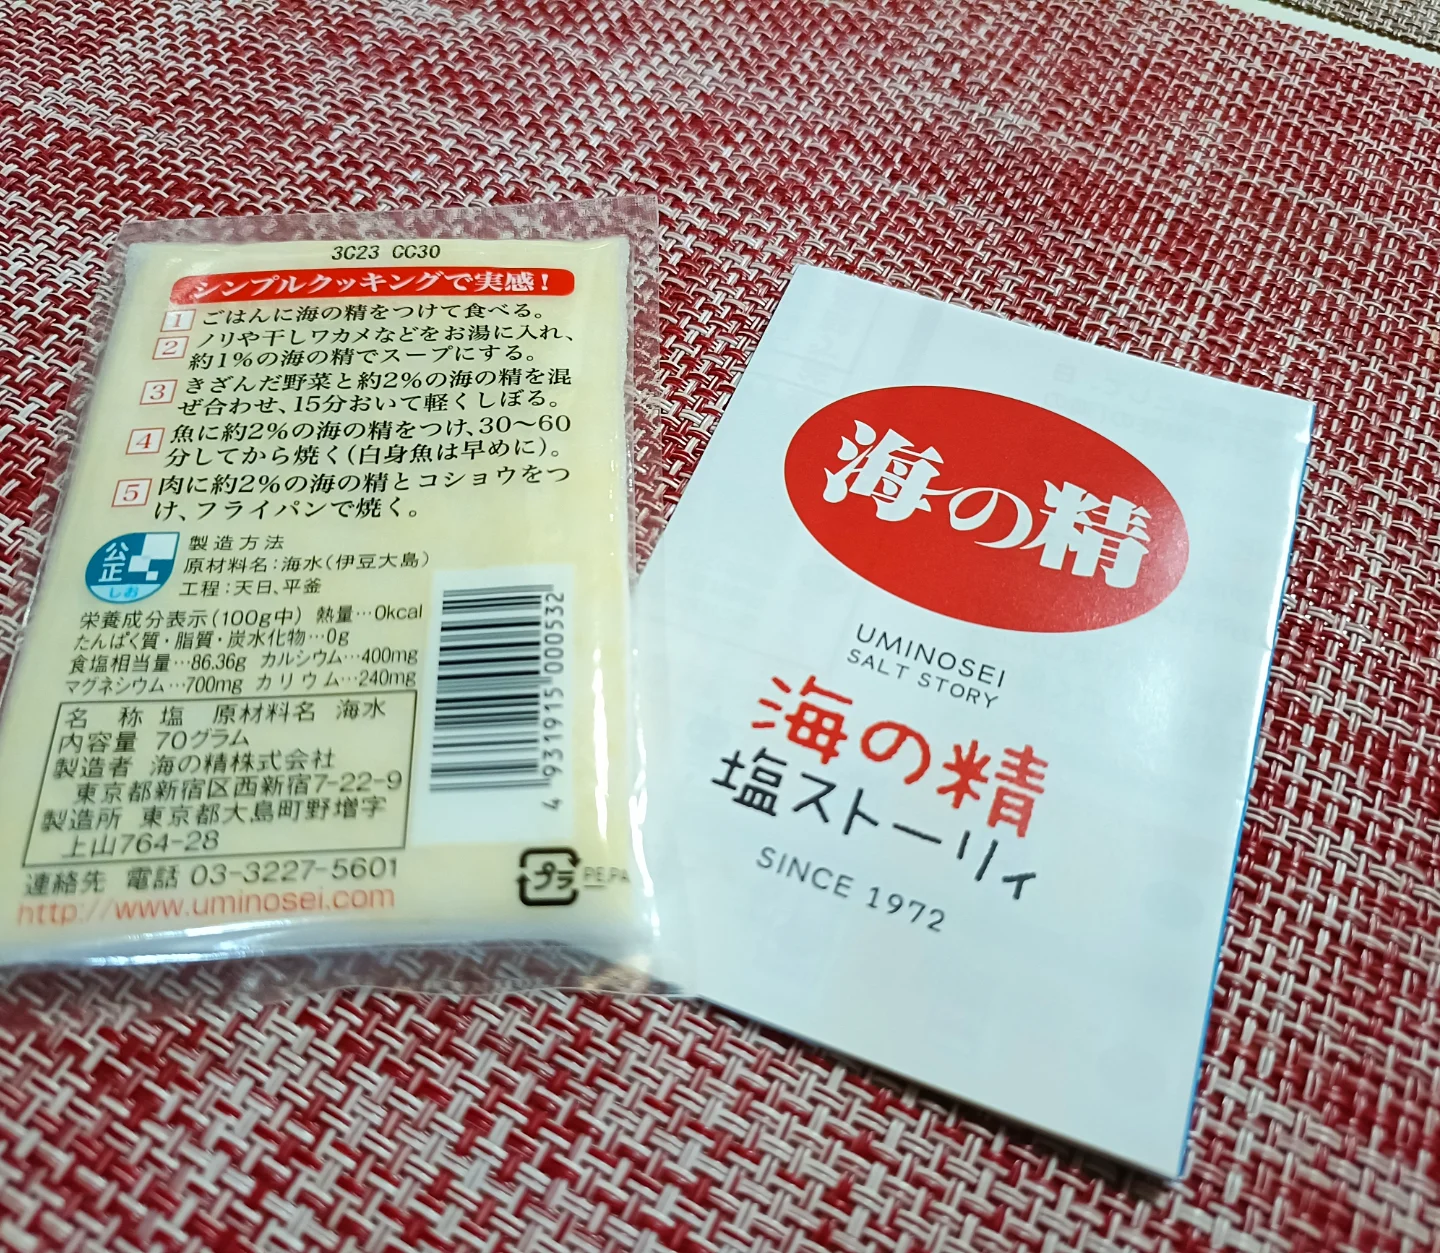 3C23 CC30
シンプルクッキングで実感!
1 ごはんに海の精をつけて食べる。
2 ノリや干しワカメなどをお湯に入れ、
約1%の海の精でスープにする。
3 きざんだ野菜と約2%の海の精を混
ぜ合わせ、15分おいて軽くしぼる。
4 魚に約2%の海の精をつけ、30〜60
分してから焼く(白身魚は早めに)。
5 肉に約2%の海の精とコショウをつ
け、フライパンで焼く。
公正
しお
製造方法
原材料名:海水(伊豆大島)
工程:天日、平釜
栄養成分表示(100g中) 熱量…0kcal
たんぱく質・脂質・炭水化物…0g
食塩相当量…86.36g カルシウム…400mg
マグネシウム…700mg カリウム…240mg
名 称 塩 原材料名 海水
内容量 70グラム
製造者 海の精株式会社
東京都新宿区西新宿7-22-9
製造所 東京都大島町野増字
上山764-28
連絡先 電話 03-3227-5601
http://www.uminosei.com
4 931915 000532
プラ PE,PA
海の精
UMINOSEI
SALT STORY
海の精
塩ストーリィ
SINCE 1972